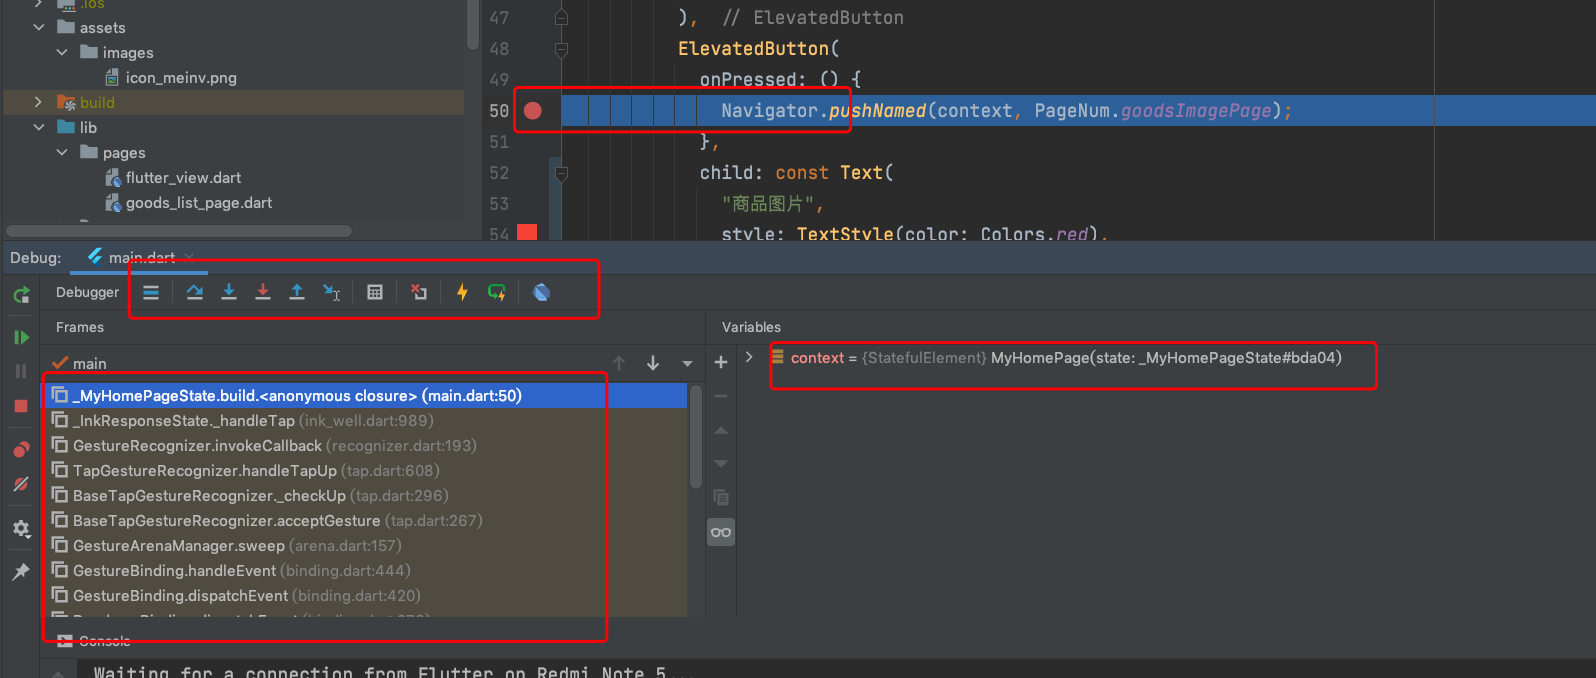 .ios
assets
images
icon_meinv.png
build
lib
pages
flutter_view.dart
goods_list_page.dart
47 ), // ElevatedButton
48 ElevatedButton(
49 onPressed: () {
50 Navigator.pushNamed(context, PageNum.goodsImagePage);
51 },
52 child: const Text(
53 "商品图片",
54 style: TextStyle(color: Colors.red),
Debug: main.dart
Debugger
Frames
main
_MyHomePageState.build.<anonymous closure> (main.dart:50)
_InkResponseState._handleTap (ink_well.dart:989)
GestureRecognizer.invokeCallback (recognizer.dart:193)
TapGestureRecognizer.handleTapUp (tap.dart:608)
BaseTapGestureRecognizer._checkUp (tap.dart:296)
BaseTapGestureRecognizer.acceptGesture (tap.dart:267)
GestureArenaManager.sweep (arena.dart:157)
GestureBinding.handleEvent (binding.dart:444)
GestureBinding.dispatchEvent (binding.dart:420)
Variables
context = {StatefulElement} MyHomePage(state: _MyHomePageState#bda04)
Console
Waiting for a connection from Flutter on Redmi Note 5...